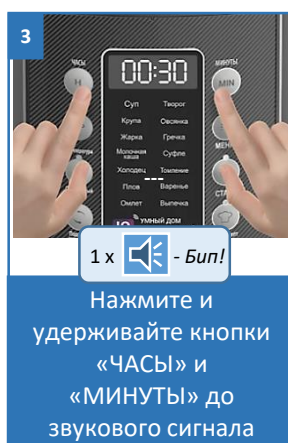 3
ЧАСЫ
МИНУТЫ
H
00:30
MIN
Суп Творог
Крупа Овсянка
Жарка Гречка
Молочная каша Суфле
Холодец Томление
---
Плов Варенье
Омлет Выпечка
УМНЫЙ ДОМ
1 x - Бип!
Нажмите и
удерживайте кнопки
«ЧАСЫ» и
«МИНУТЫ» до
звукового сигнала